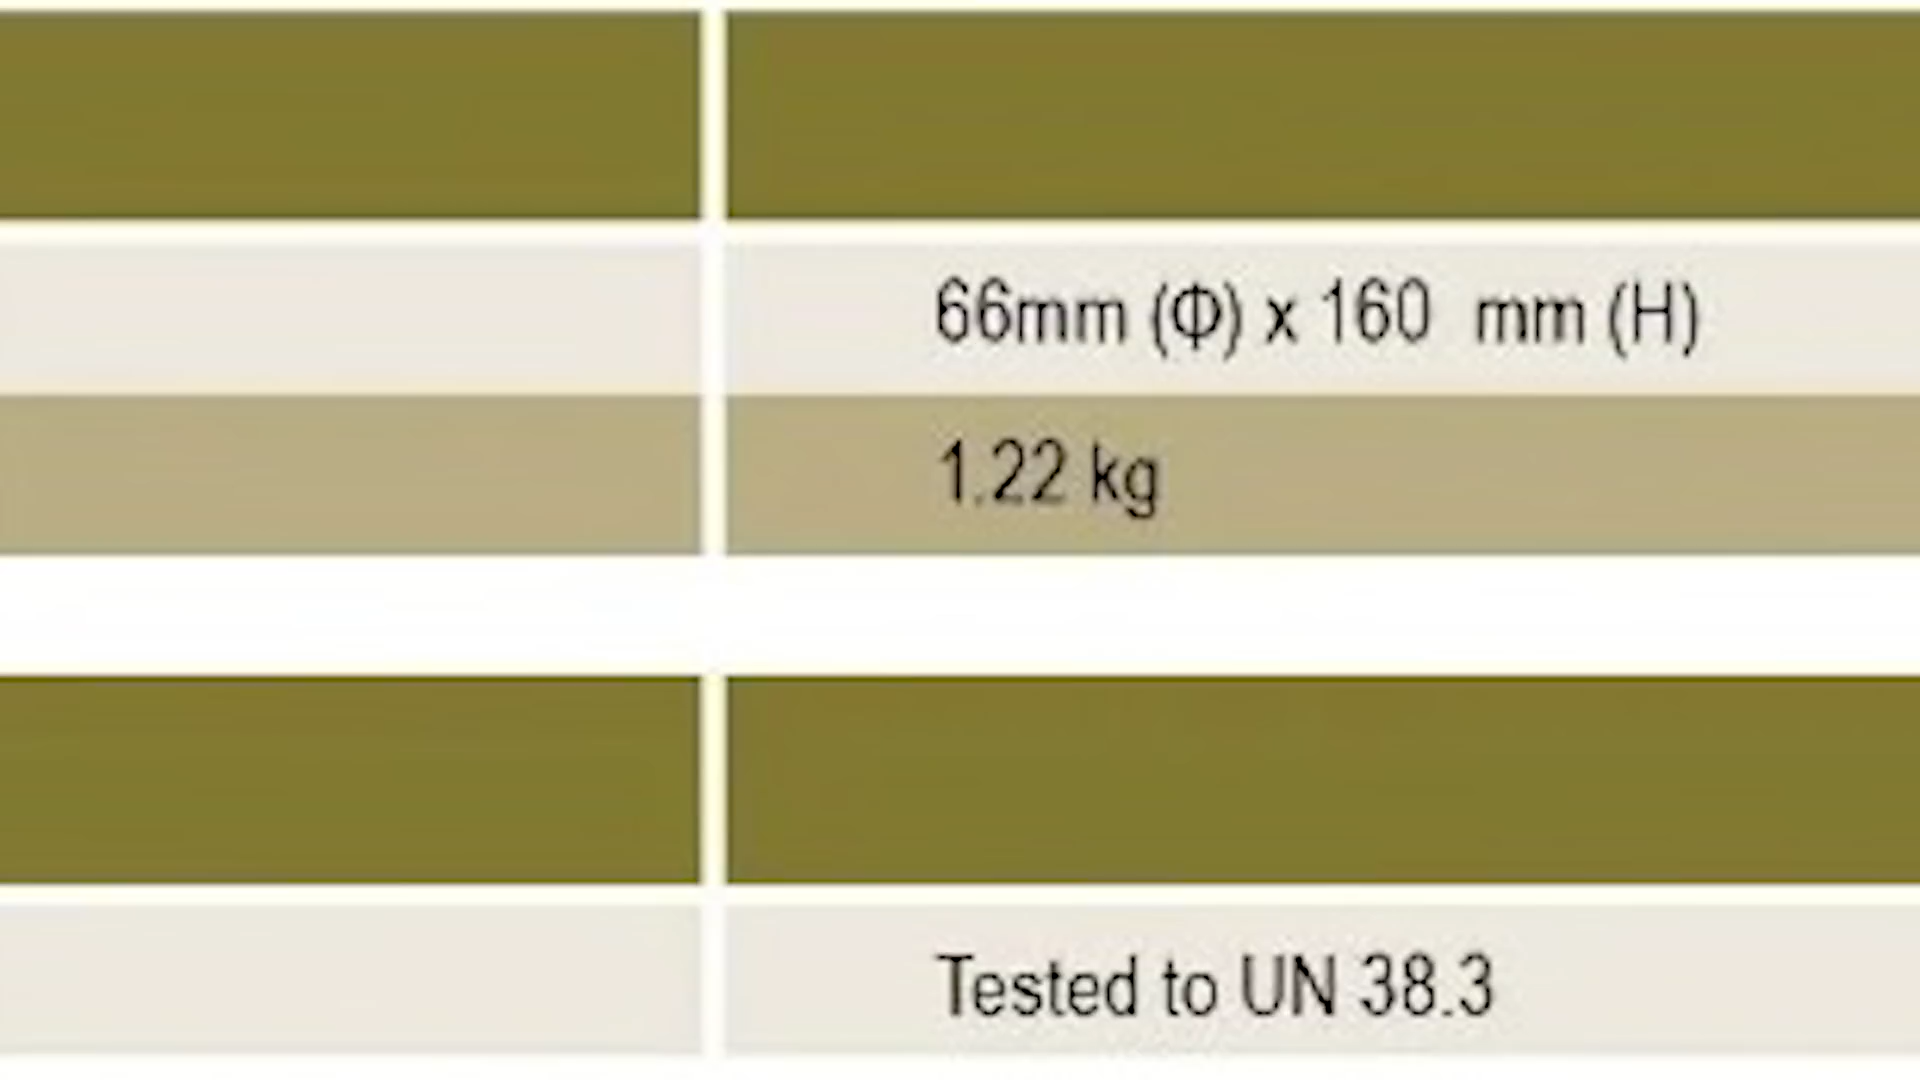 66mm (Φ) x 160  mm (H)
1.22 kg
Tested to UN 38.3